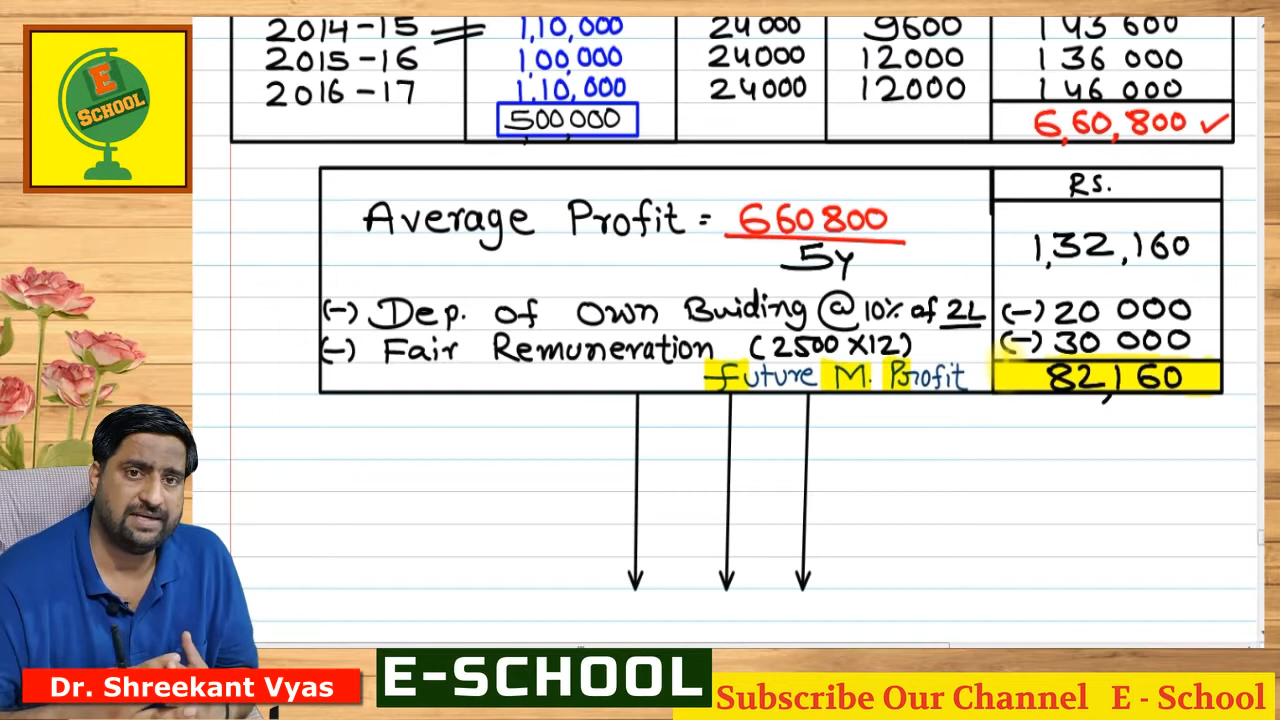 E
SCHOOL
2014-15 1,10,000 24000 9600 143 600
2015-16 1,00,000 24000 12000 136 000
2016-17 1,10,000 24000 12000 146 000
500000 6,60,800 ✓
Rs.
Average Profit = 660800 1,32,160
5Y
(-) Dep. of Own Buiding @ 10% of 2L (-) 20 000
(-) Fair Remuneration (2500 X12) (-) 30 000
Future M. Profit 82,160
Dr. Shreekant Vyas
E-SCHOOL
Subscribe Our Channel E - School